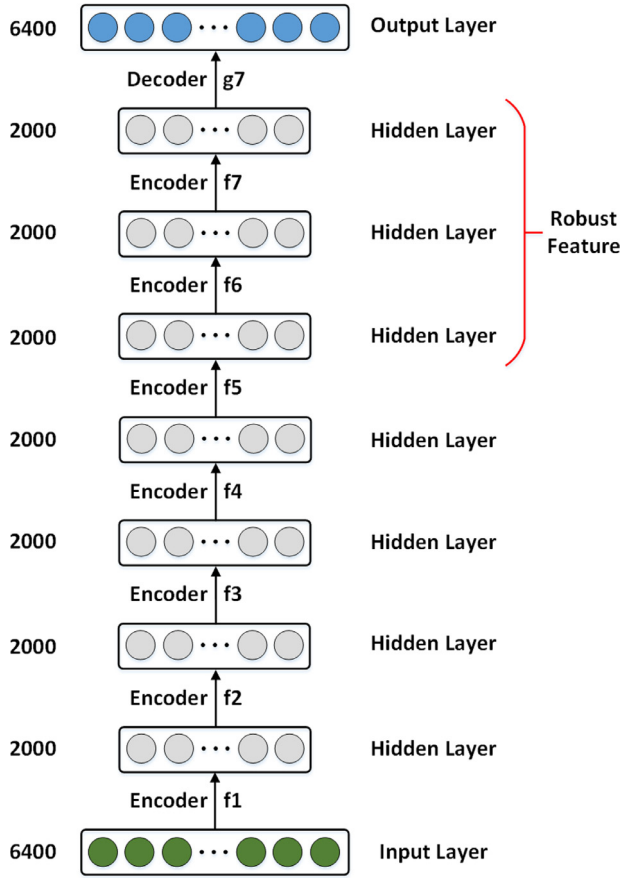 6400 Output Layer
Decoder g7
2000 Hidden Layer
Encoder f7
2000 Hidden Layer
Robust
Feature
Encoder f6
2000 Hidden Layer
Encoder f5
2000 Hidden Layer
Encoder f4
2000 Hidden Layer
Encoder f3
2000 Hidden Layer
Encoder f2
2000 Hidden Layer
Encoder f1
6400 Input Layer